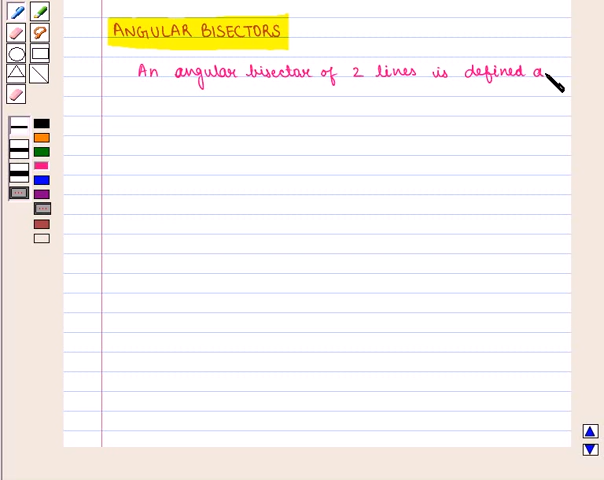 ANGULAR BISECTORS
An angular bisector of 2 lines is defined a